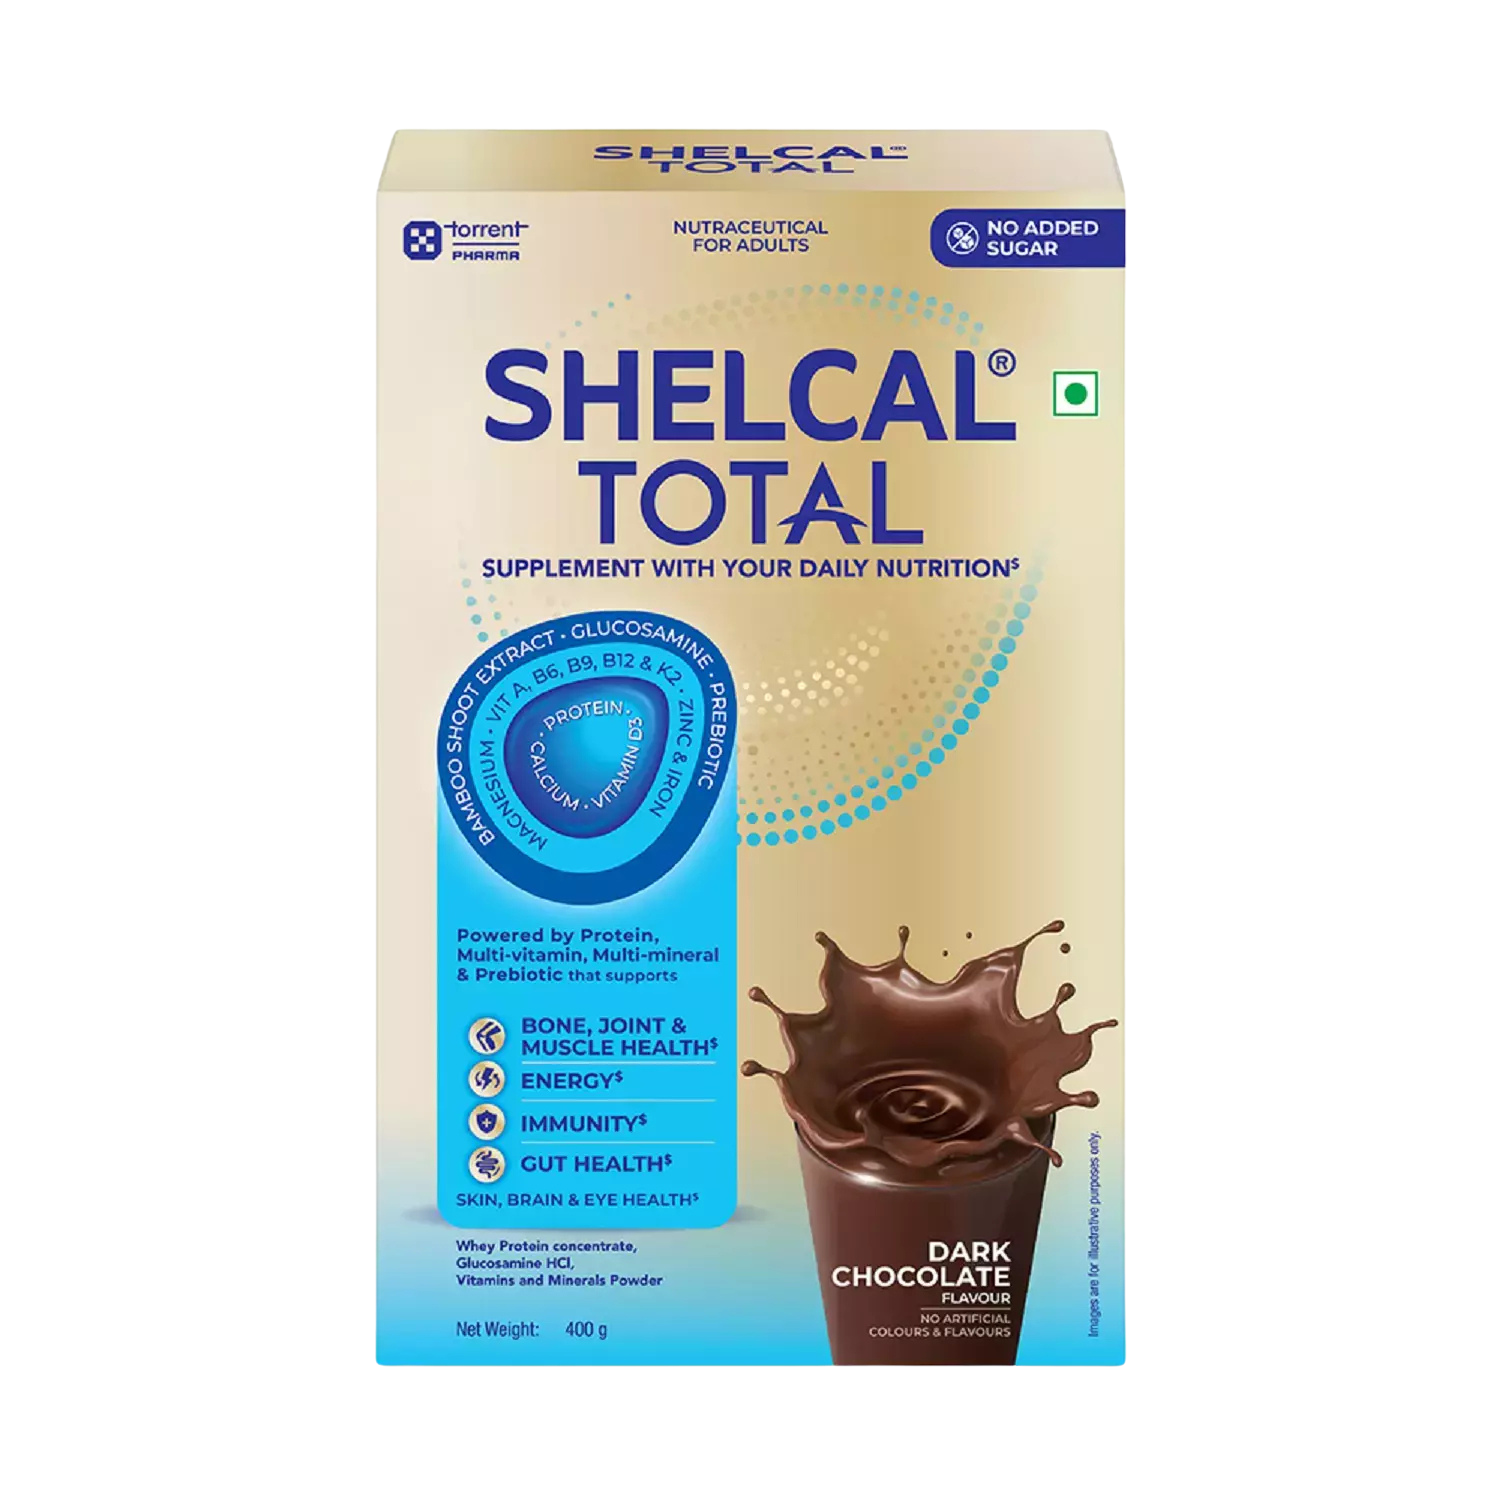 SHELCAL®
TOTAL
torrent
PHARMA
NUTRACEUTICAL
FOR ADULTS
NO ADDED
SUGAR
SHELCAL®
TOTAL
SUPPLEMENT WITH YOUR DAILY NUTRITION$
BAMBOO SHOOT EXTRACT · GLUCOSAMINE · PREBIOTIC
MAGNESIUM · VIT A, B6, B9, B12 & K2 · ZINC & IRON
· PROTEIN ·
CALCIUM · VITAMIN D3
Powered by Protein,
Multi-vitamin, Multi-mineral
& Prebiotic that supports
BONE, JOINT &
MUSCLE HEALTH$
ENERGY$
IMMUNITY$
GUT HEALTH$
SKIN, BRAIN & EYE HEALTH$
Whey Protein concentrate,
Glucosamine HCl,
Vitamins and Minerals Powder
Net Weight: 400 g
DARK
CHOCOLATE
FLAVOUR
NO ARTIFICIAL
COLOURS & FLAVOURS
Images are for illustrative purposes only.